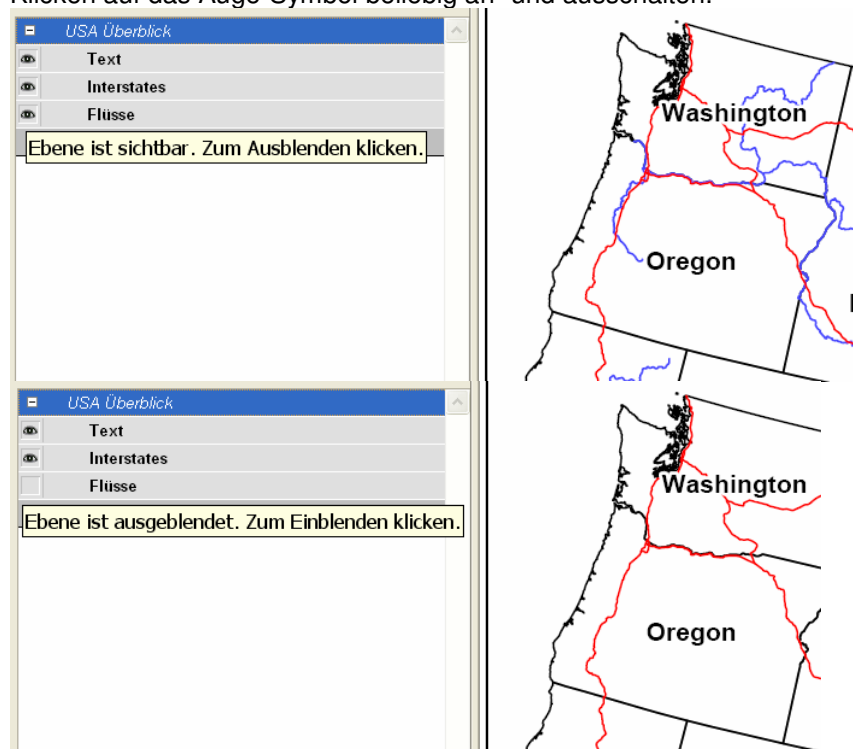 Klicken auf das Auge-Symbol beliebig an- und ausschalten.
USA Überblick
Text
Interstates
Flüsse
Ebene ist sichtbar. Zum Ausblenden klicken.
Washington
Oregon
USA Überblick
Text
Interstates
Flüsse
Ebene ist ausgeblendet. Zum Einblenden klicken.
Washington
Oregon